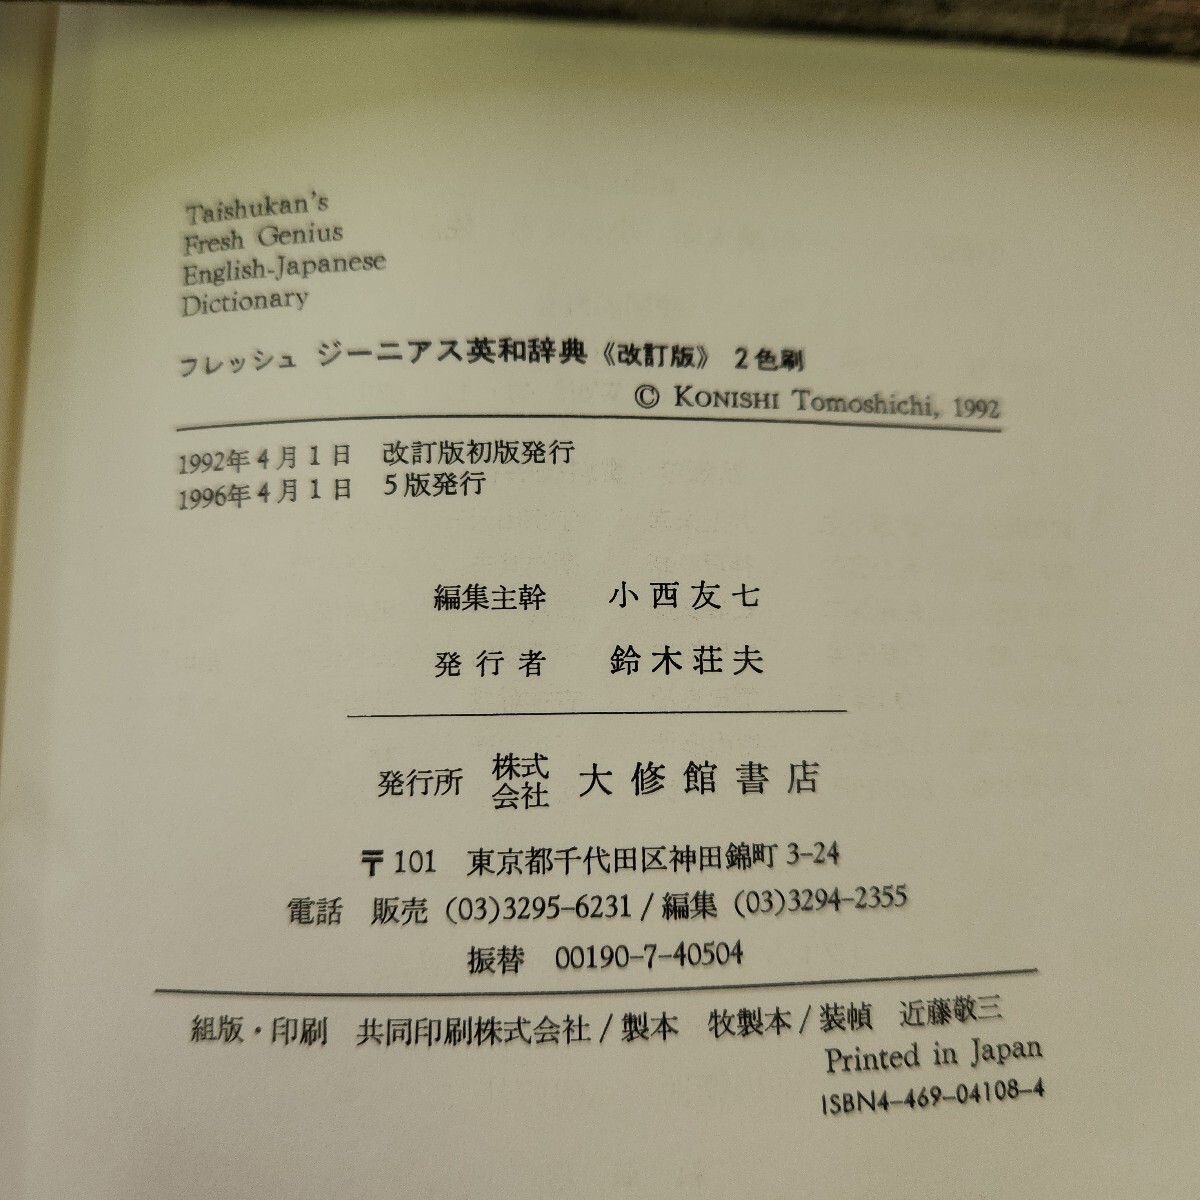 Taishukan's
Fresh Genius
English-Japanese
Dictionary
フレッシュ ジーニアス英和辞典《改訂版》 2色刷
© KONISHI Tomoshichi, 1992
1992年4月1日 改訂版初版発行
1996年4月1日 5版発行
編集主幹 小西友七
発行者 鈴木荘夫
発行所 株式会社 大修館書店
〒101 東京都千代田区神田錦町3-24
電話 販売 (03)3295-6231/編集 (03)3294-2355
振替 00190-7-40504
組版・印刷 共同印刷株式会社/製本 牧製本/装幀 近藤敬三
Printed in Japan
ISBN4-469-04108-4